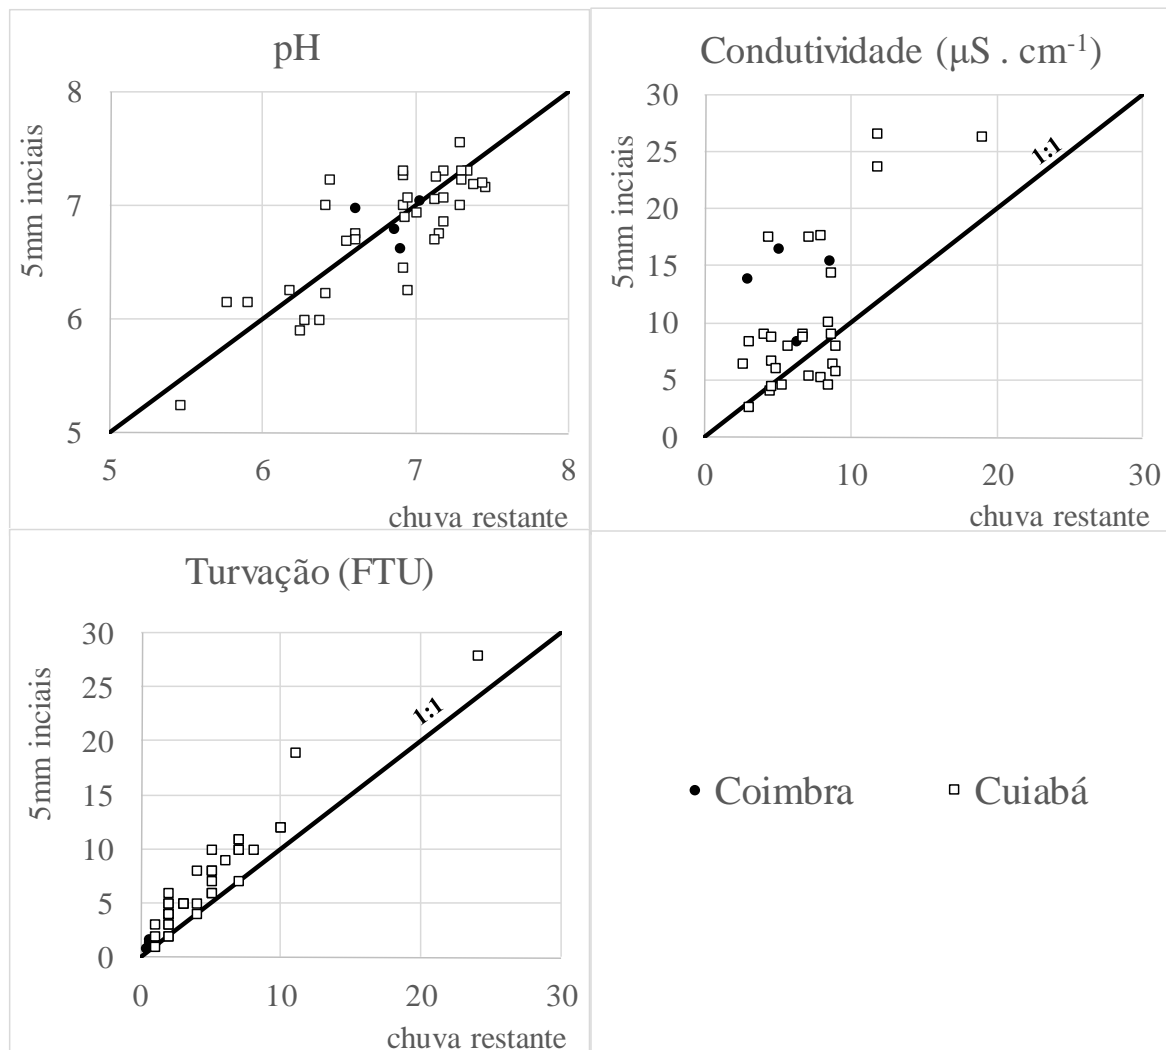 pH
5mm inciais
8
7
6
5
5
6
7
8
chuva restante
Condutividade (µS . cm-1)
5mm inciais
30
25
20
15
10
5
0
1:1
0
10
20
30
chuva restante
Turvação (FTU)
5mm inciais
30
25
20
15
10
5
0
1:1
0
10
20
30
chuva restante
Coimbra
Cuiabá